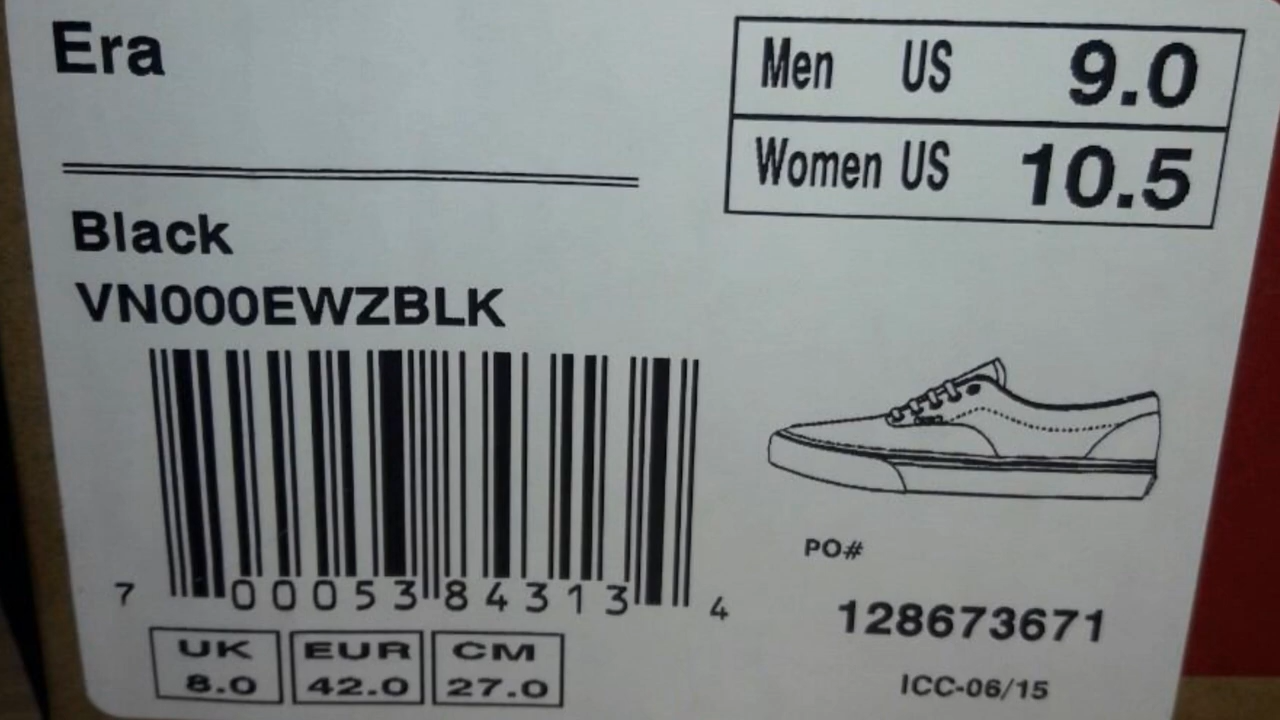 Era
Men US 9.0
Women US 10.5
Black
VN000EWZBLK
7 00053 84313 4
PO#
128673671
ICC-06/15
UK EUR CM
8.0 42.0 27.0